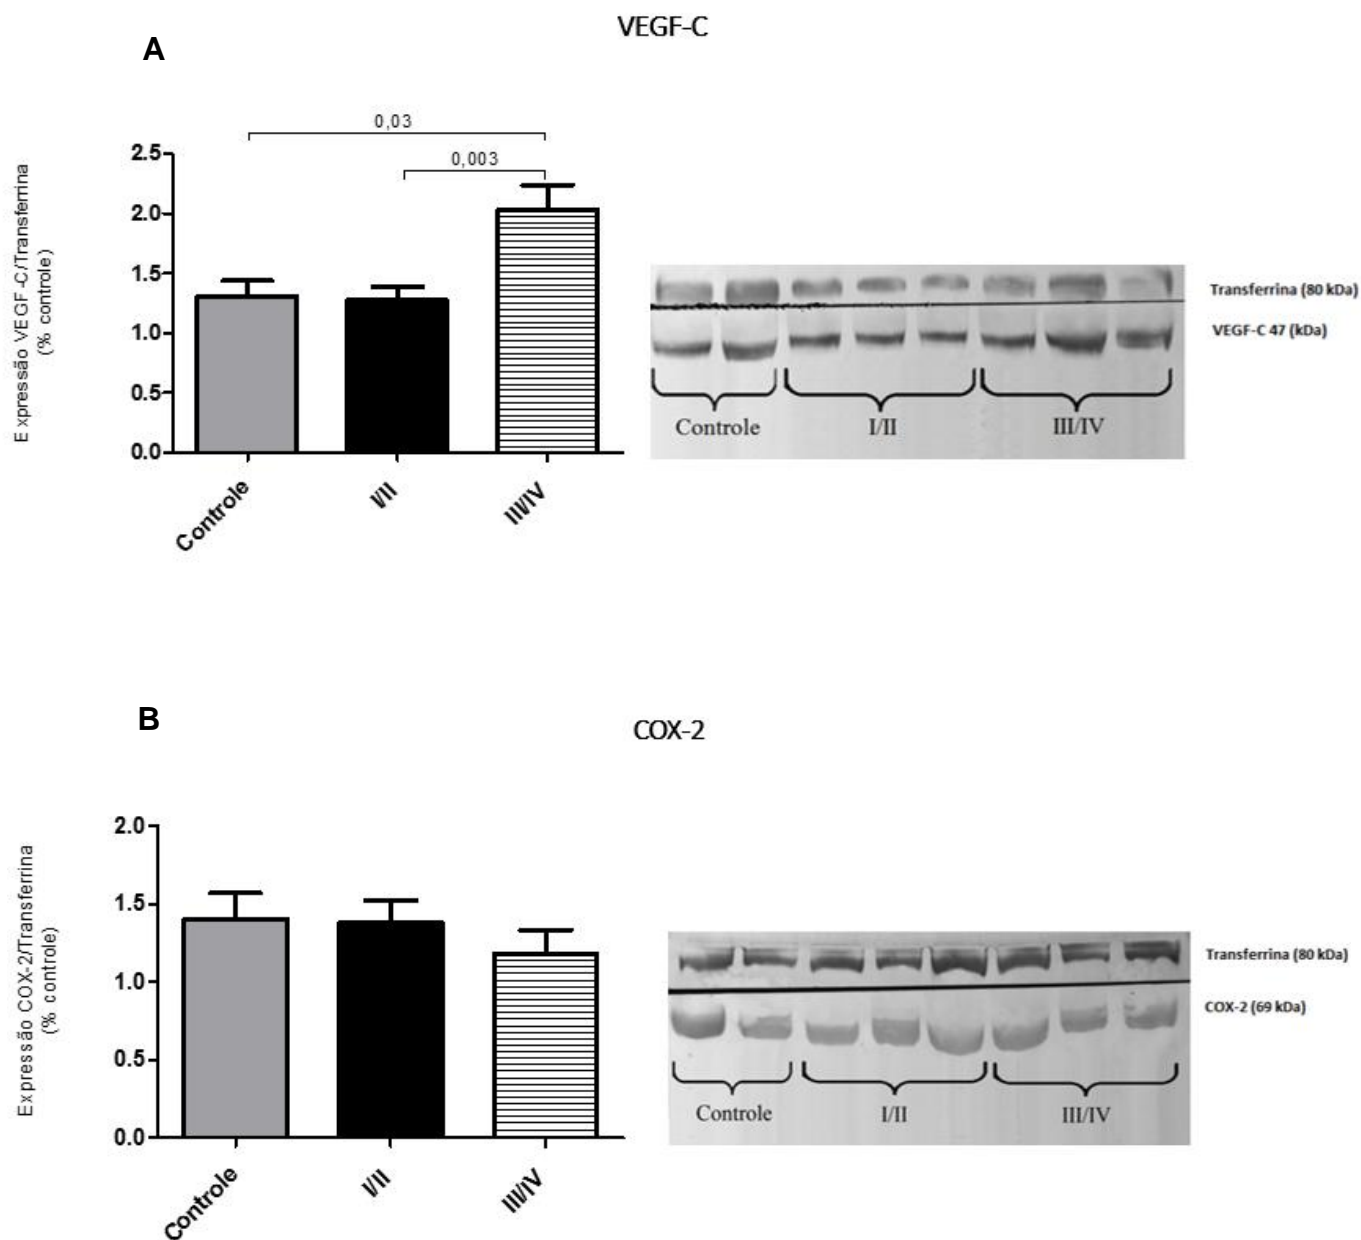 VEGF-C
A
0,03
0,003
2.5
2.0
1.5
1.0
0.5
0.0
Expressão VEGF-C/Transferrina
(% controle)
Controle
I/II
III/IV
Transferrina (80 kDa)
VEGF-C 47 (kDa)
Controle
I/II
III/IV
B
COX-2
2.0
1.5
1.0
0.5
0.0
Expressão COX-2/Transferrina
(% controle)
Controle
I/II
III/IV
Transferrina (80 kDa)
COX-2 (69 kDa)
Controle
I/II
III/IV